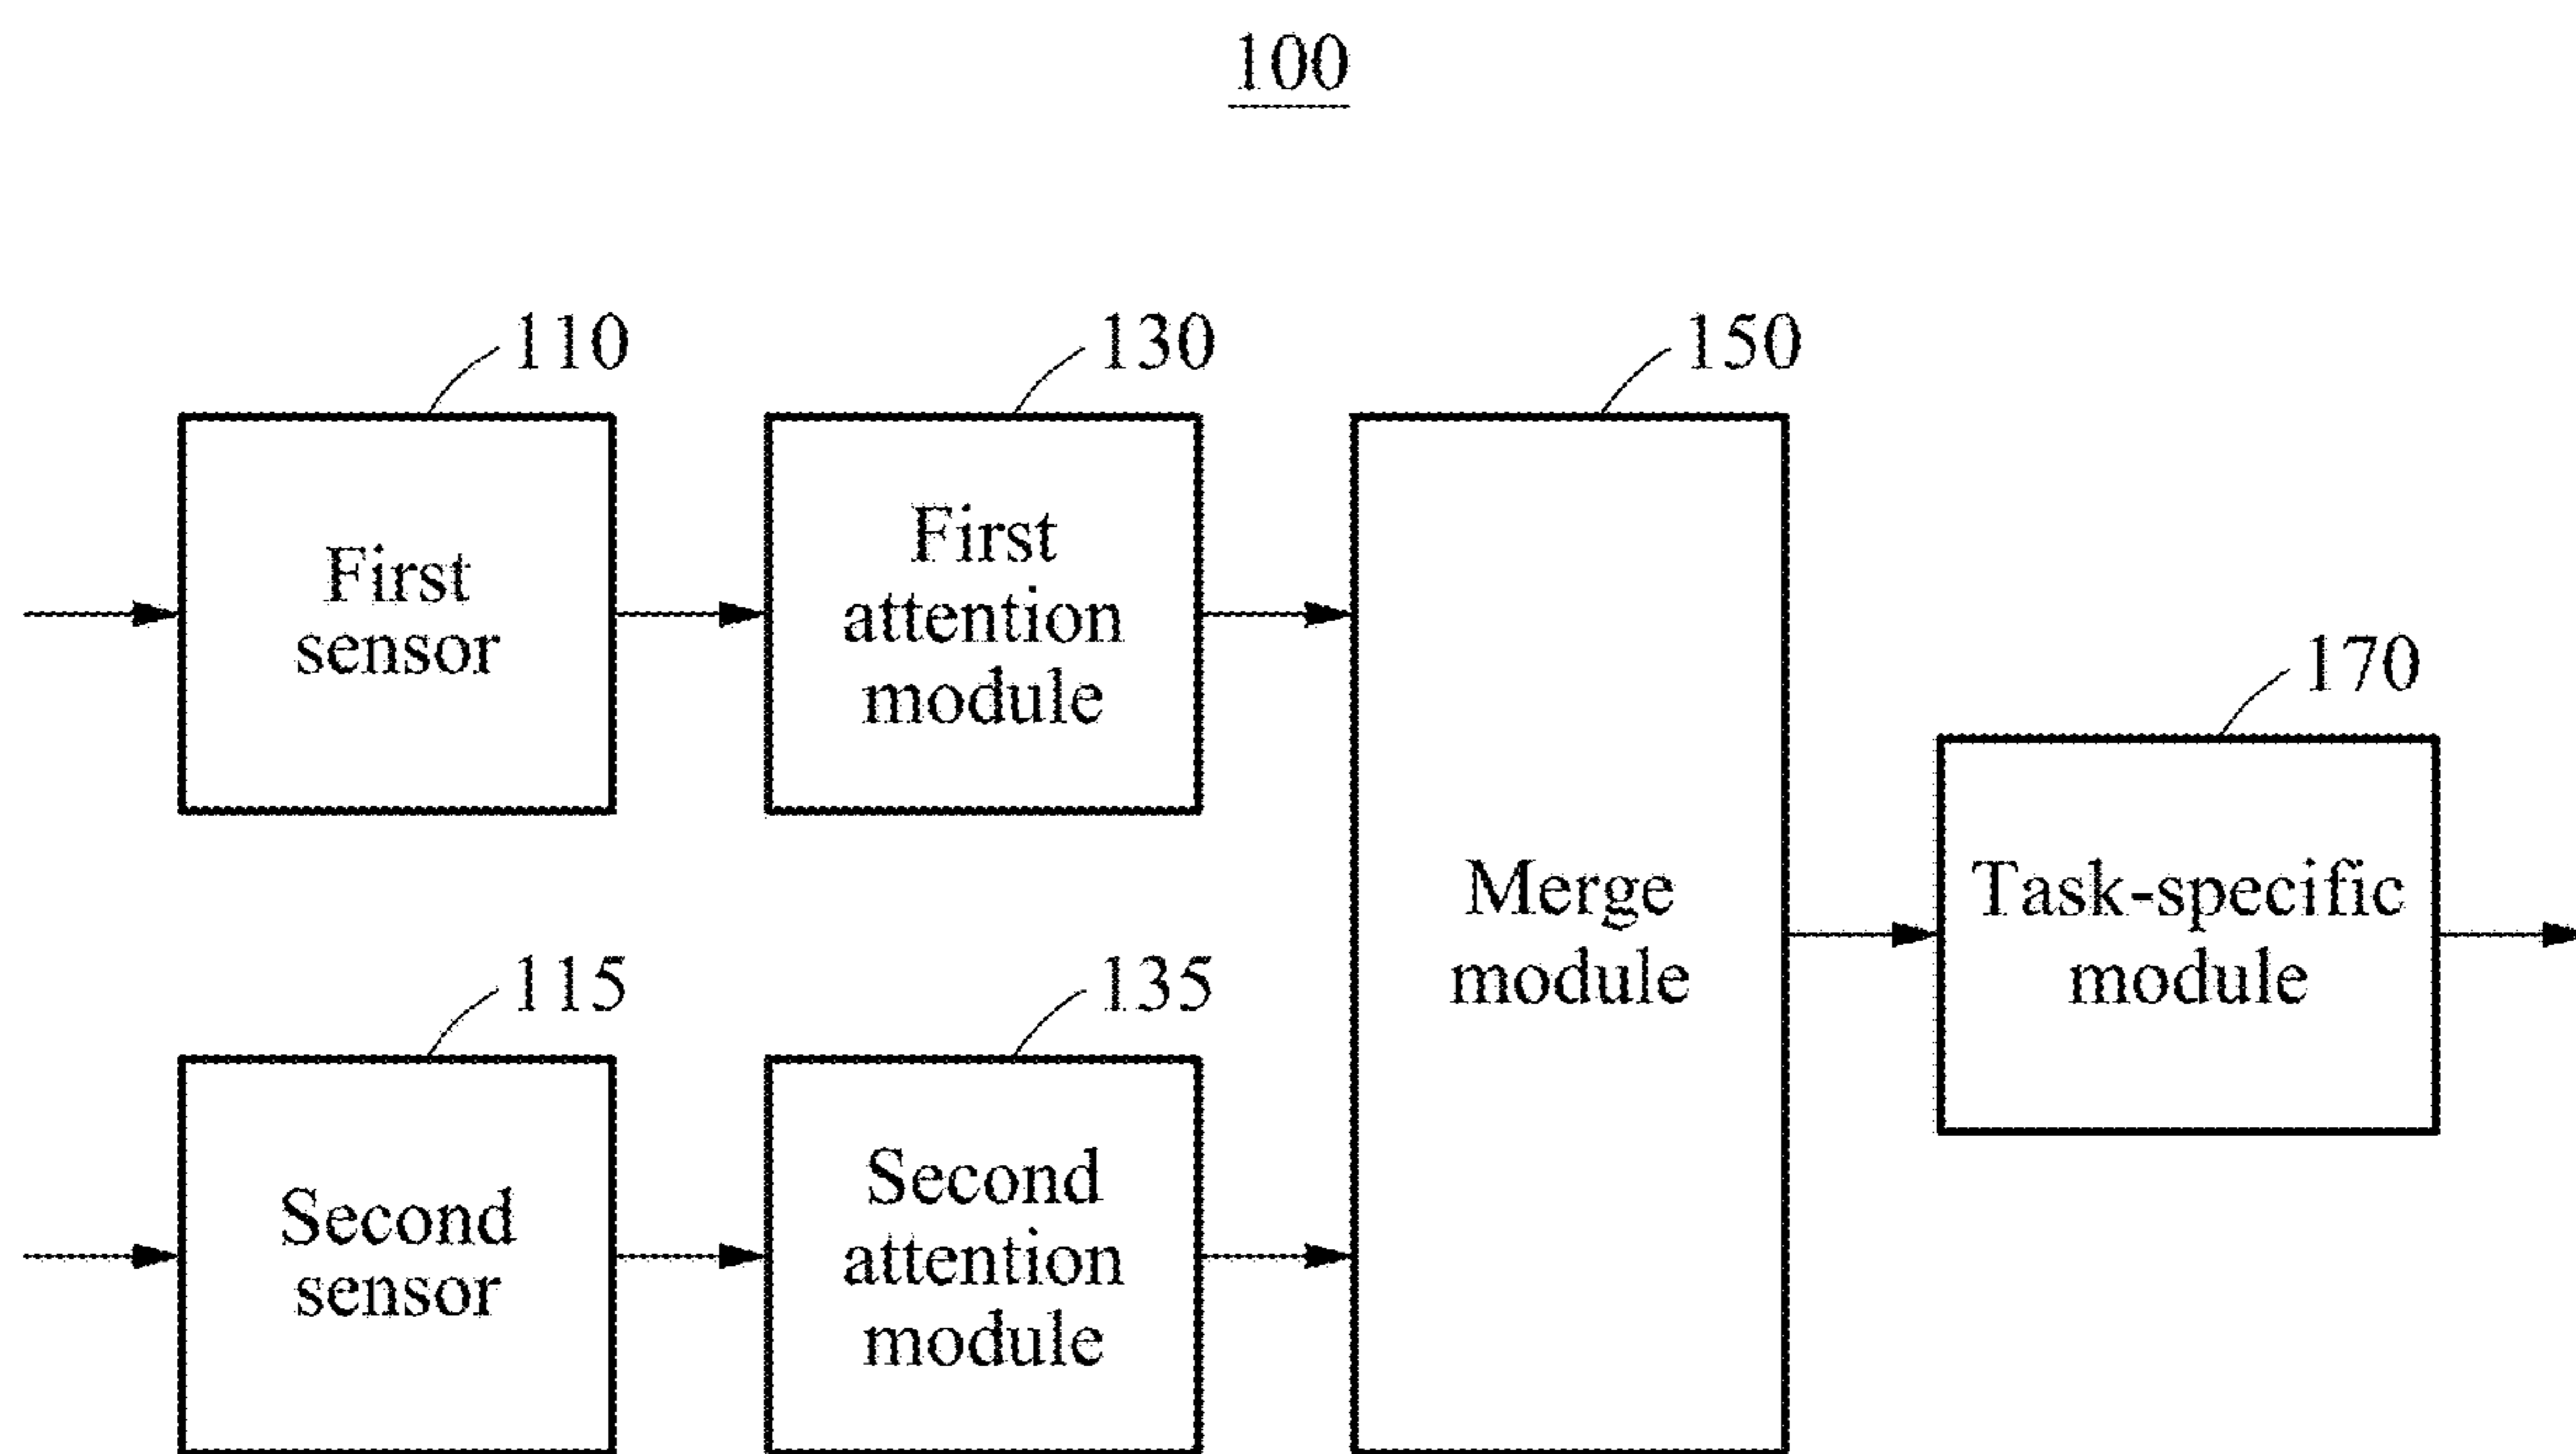 100
110
130
150
First
sensor
First
attention
module
170
Merge
module
Task-specific
module
115
135
Second
sensor
Second
attention
module